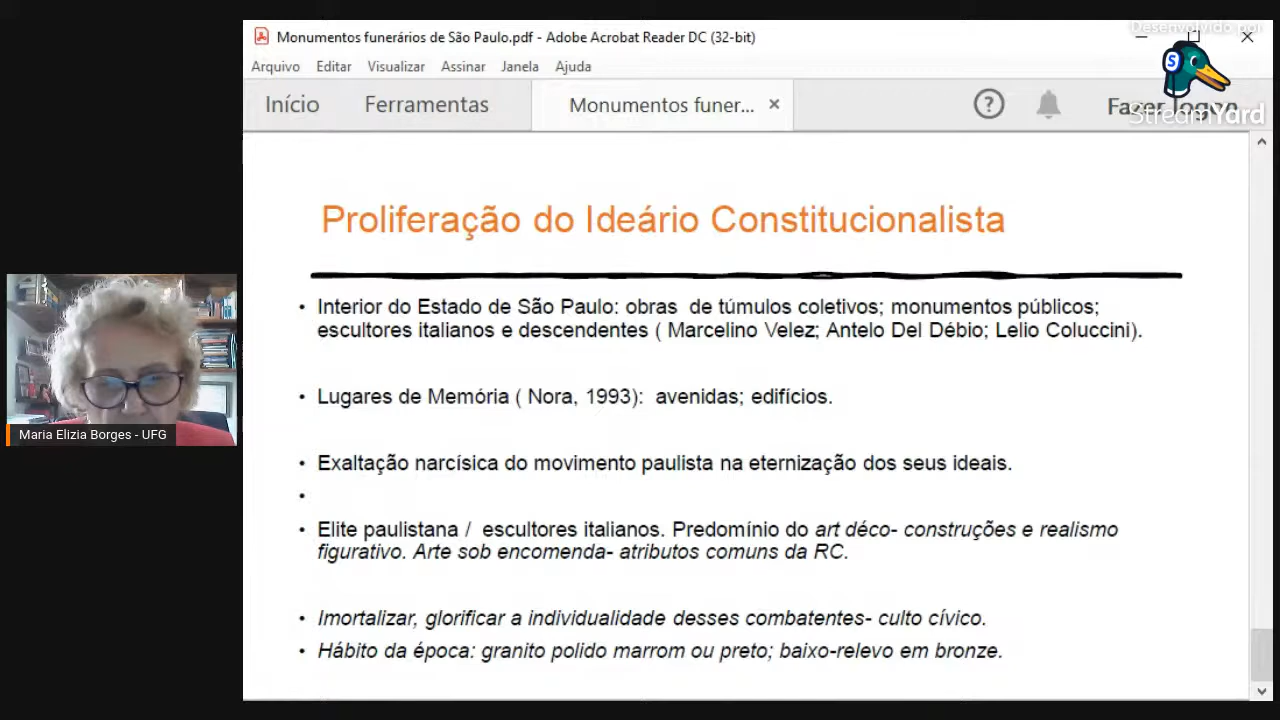 Desenvolvido por
Monumentos funerários de São Paulo.pdf - Adobe Acrobat Reader DC (32-bit)
StreamYard
Arquivo Editar Visualizar Assinar Janela Ajuda
Início Ferramentas Monumentos funer... × ? Fazer logon
Proliferação do Ideário Constitucionalista
• Interior do Estado de São Paulo: obras de túmulos coletivos; monumentos públicos;
escultores italianos e descendentes ( Marcelino Velez; Antelo Del Débio; Lelio Coluccini).
• Lugares de Memória ( Nora, 1993): avenidas; edifícios.
• Exaltação narcísica do movimento paulista na eternização dos seus ideais.
•
• Elite paulistana / escultores italianos. Predomínio do art déco- construções e realismo
figurativo. Arte sob encomenda- atributos comuns da RC.
• Imortalizar, glorificar a individualidade desses combatentes- culto cívico.
• Hábito da época: granito polido marrom ou preto; baixo-relevo em bronze.
Maria Elizia Borges - UFG